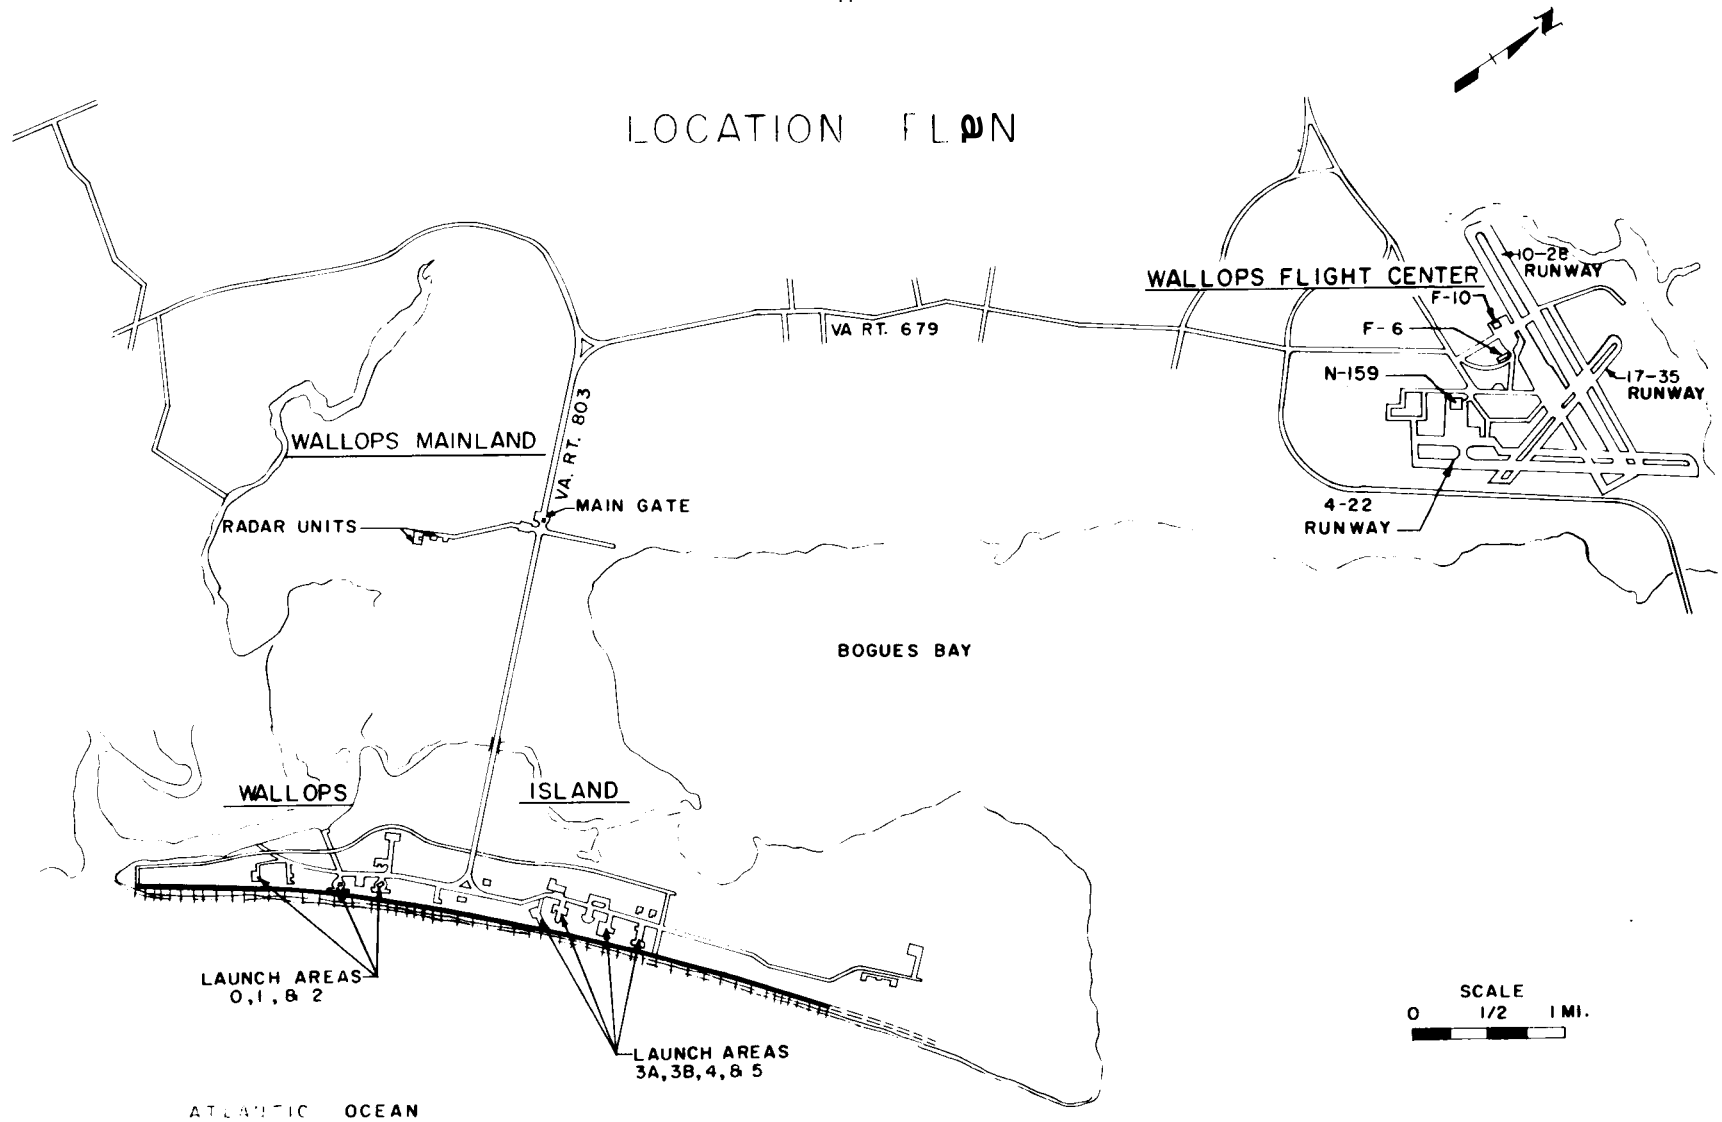 N
LOCATION PLaN
WALLOPS FLIGHT CENTER
10-28
RUNWAY
F-10
F-6
VA RT. 679
N-159
17-35
RUNWAY
VA. RT. 803
WALLOPS MAINLAND
MAIN GATE
4-22
RUNWAY
RADAR UNITS
BOGUES BAY
WALLOPS ISLAND
LAUNCH AREAS
0, 1, & 2
SCALE
0 1/2 1 MI.
LAUNCH AREAS
3A, 3B, 4, & 5
ATLANTIC OCEAN